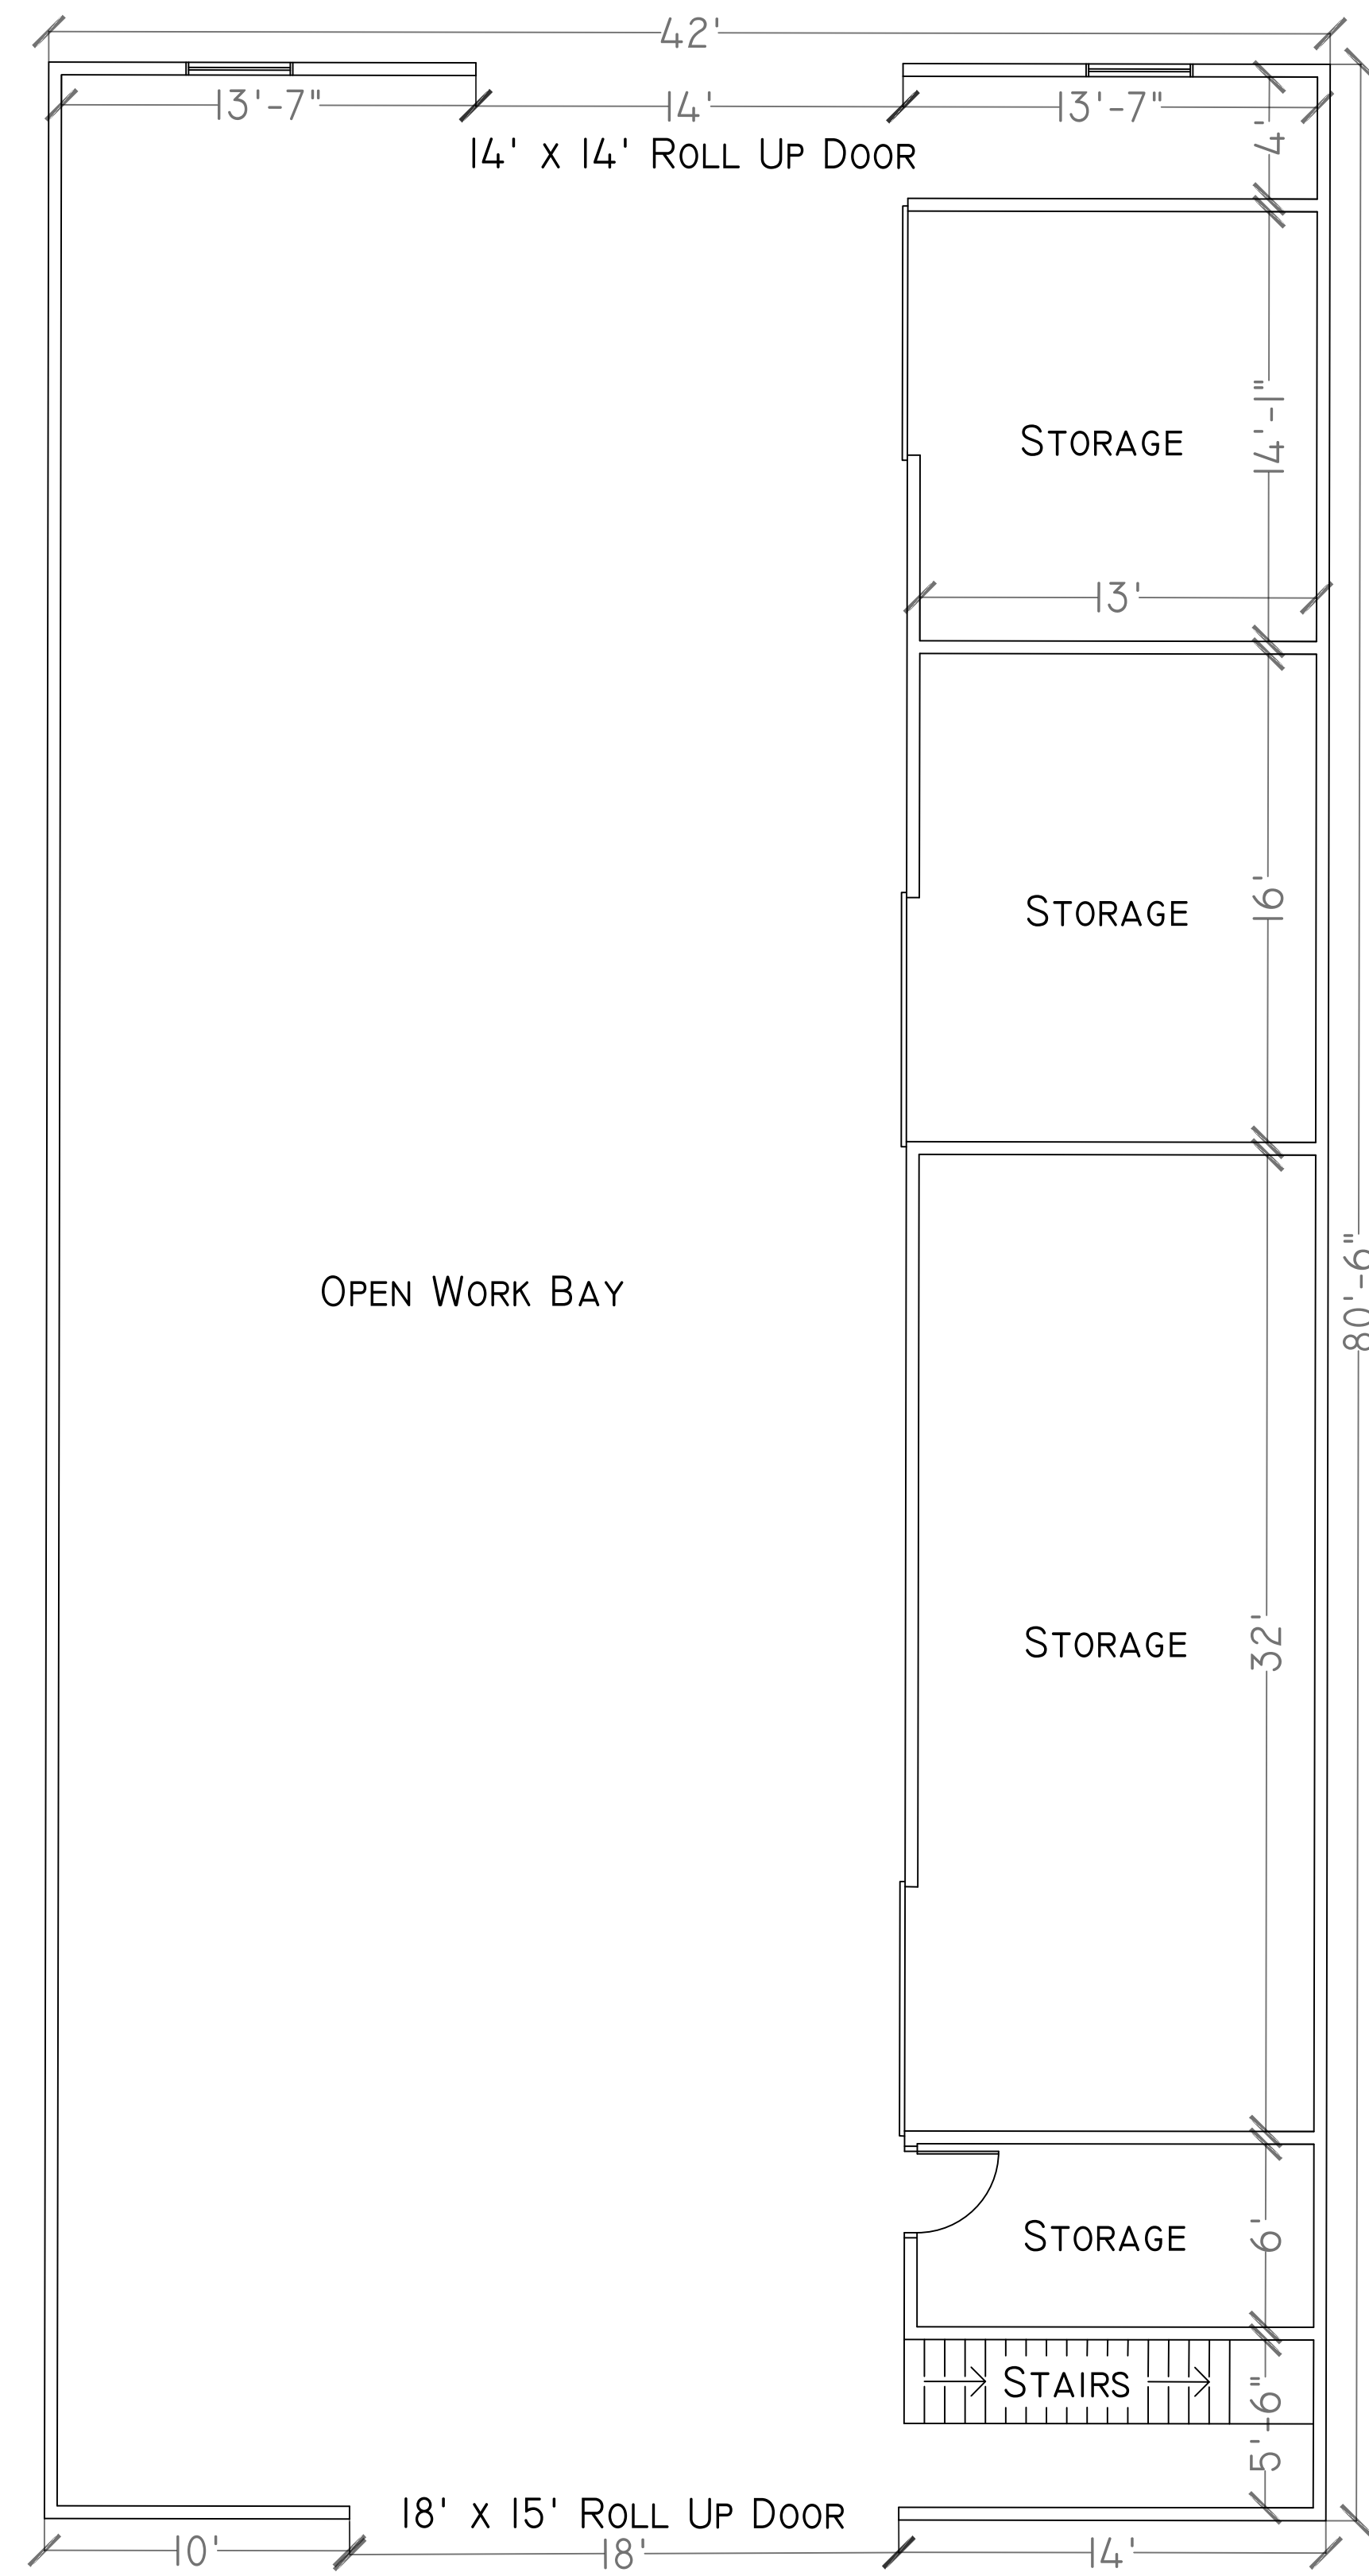 42'
13'-7" 14' 13'-7"
4'
14' x 14' Roll Up Door
14'-1"
Storage
13'
16'
Storage
80'-6"
Open Work Bay
32'
Storage
Storage
6'
Stairs
5'-6"
18' x 15' Roll Up Door
10' 18' 14'